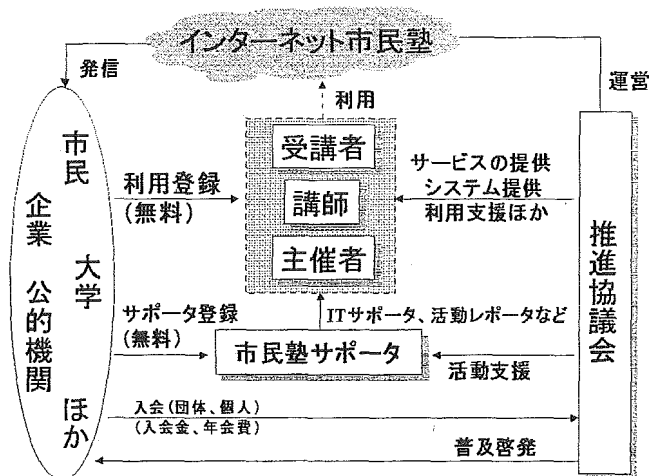 インターネット市民塾
発信
運営
利用
市民
企業
大学
公的機関
ほか
受講者
講師
主催者
利用登録
(無料)
サービスの提供
システム提供
利用支援ほか
推進協議会
サポータ登録
(無料)
ITサポータ、活動レポータなど
市民塾サポータ
活動支援
入会(団体、個人)
(入会金、年会費)
普及啓発